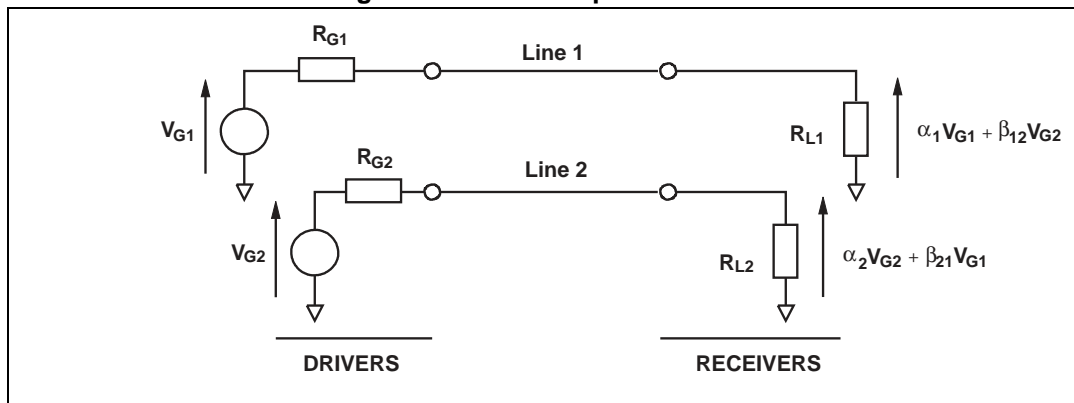 R_G1
Line 1
V_G1
R_L1
α_1V_G1 + β_12V_G2
R_G2
Line 2
V_G2
R_L2
α_2V_G2 + β_21V_G1
DRIVERS
RECEIVERS